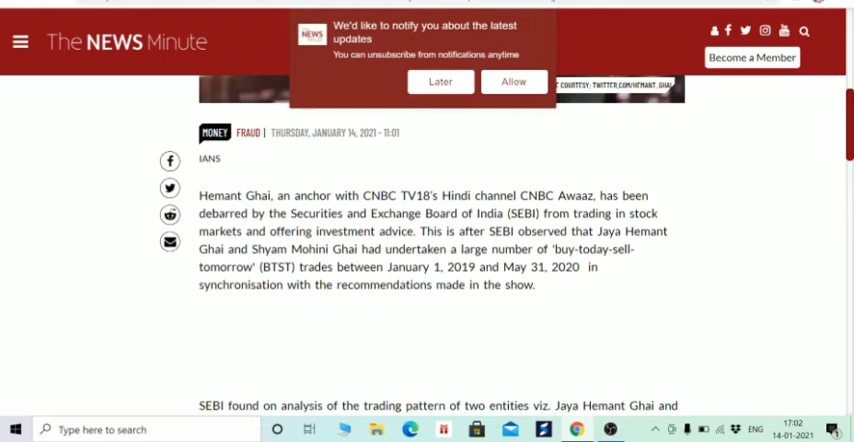 We'd like to notify you about the latest
updates
You can unsubscribe from notifications anytime
Later
Allow
NEWS
The NEWS Minute
Become a Member
COURTESY: TWITTER.COM/HEMANT_GHAI
MONEY FRAUD | THURSDAY, JANUARY 14, 2021 - 11:01
IANS
Hemant Ghai, an anchor with CNBC TV18's Hindi channel CNBC Awaaz, has been
debarred by the Securities and Exchange Board of India (SEBI) from trading in stock
markets and offering investment advice. This is after SEBI observed that Jaya Hemant
Ghai and Shyam Mohini Ghai had undertaken a large number of 'buy-today-sell-
tomorrow' (BTST) trades between January 1, 2019 and May 31, 2020 in
synchronisation with the recommendations made in the show.
SEBI found on analysis of the trading pattern of two entities viz. Jaya Hemant Ghai and
Type here to search
ENG
17:02
14-01-2021